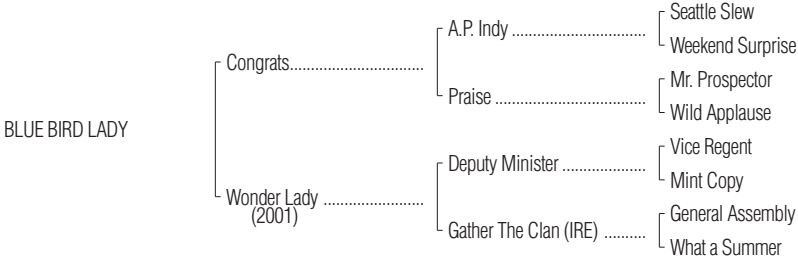 Seattle Slew
A.P. Indy ................................
Weekend Surprise
Congrats................................
Mr. Prospector
Praise ....................................
Wild Applause
BLUE BIRD LADY
Vice Regent
Deputy Minister ....................
Mint Copy
Wonder Lady ........................
(2001)
General Assembly
Gather The Clan (IRE) ..........
What a Summer